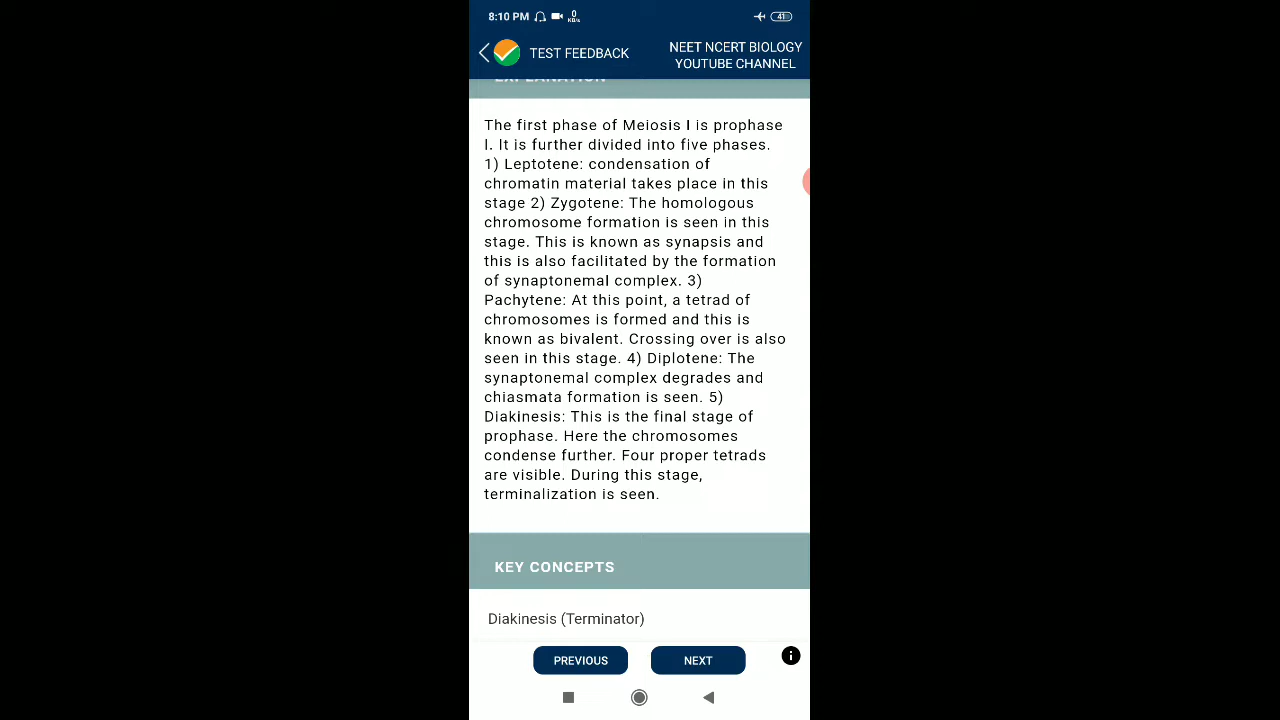 8:10 PM 0 KB/s 41
TEST FEEDBACK
NEET NCERT BIOLOGY
YOUTUBE CHANNEL
EXPLANATION
The first phase of Meiosis I is prophase
I. It is further divided into five phases.
1) Leptotene: condensation of
chromatin material takes place in this
stage 2) Zygotene: The homologous
chromosome formation is seen in this
stage. This is known as synapsis and
this is also facilitated by the formation
of synaptonemal complex. 3)
Pachytene: At this point, a tetrad of
chromosomes is formed and this is
known as bivalent. Crossing over is also
seen in this stage. 4) Diplotene: The
synaptonemal complex degrades and
chiasmata formation is seen. 5)
Diakinesis: This is the final stage of
prophase. Here the chromosomes
condense further. Four proper tetrads
are visible. During this stage,
terminalization is seen.
KEY CONCEPTS
Diakinesis (Terminator)
PREVIOUS
NEXT